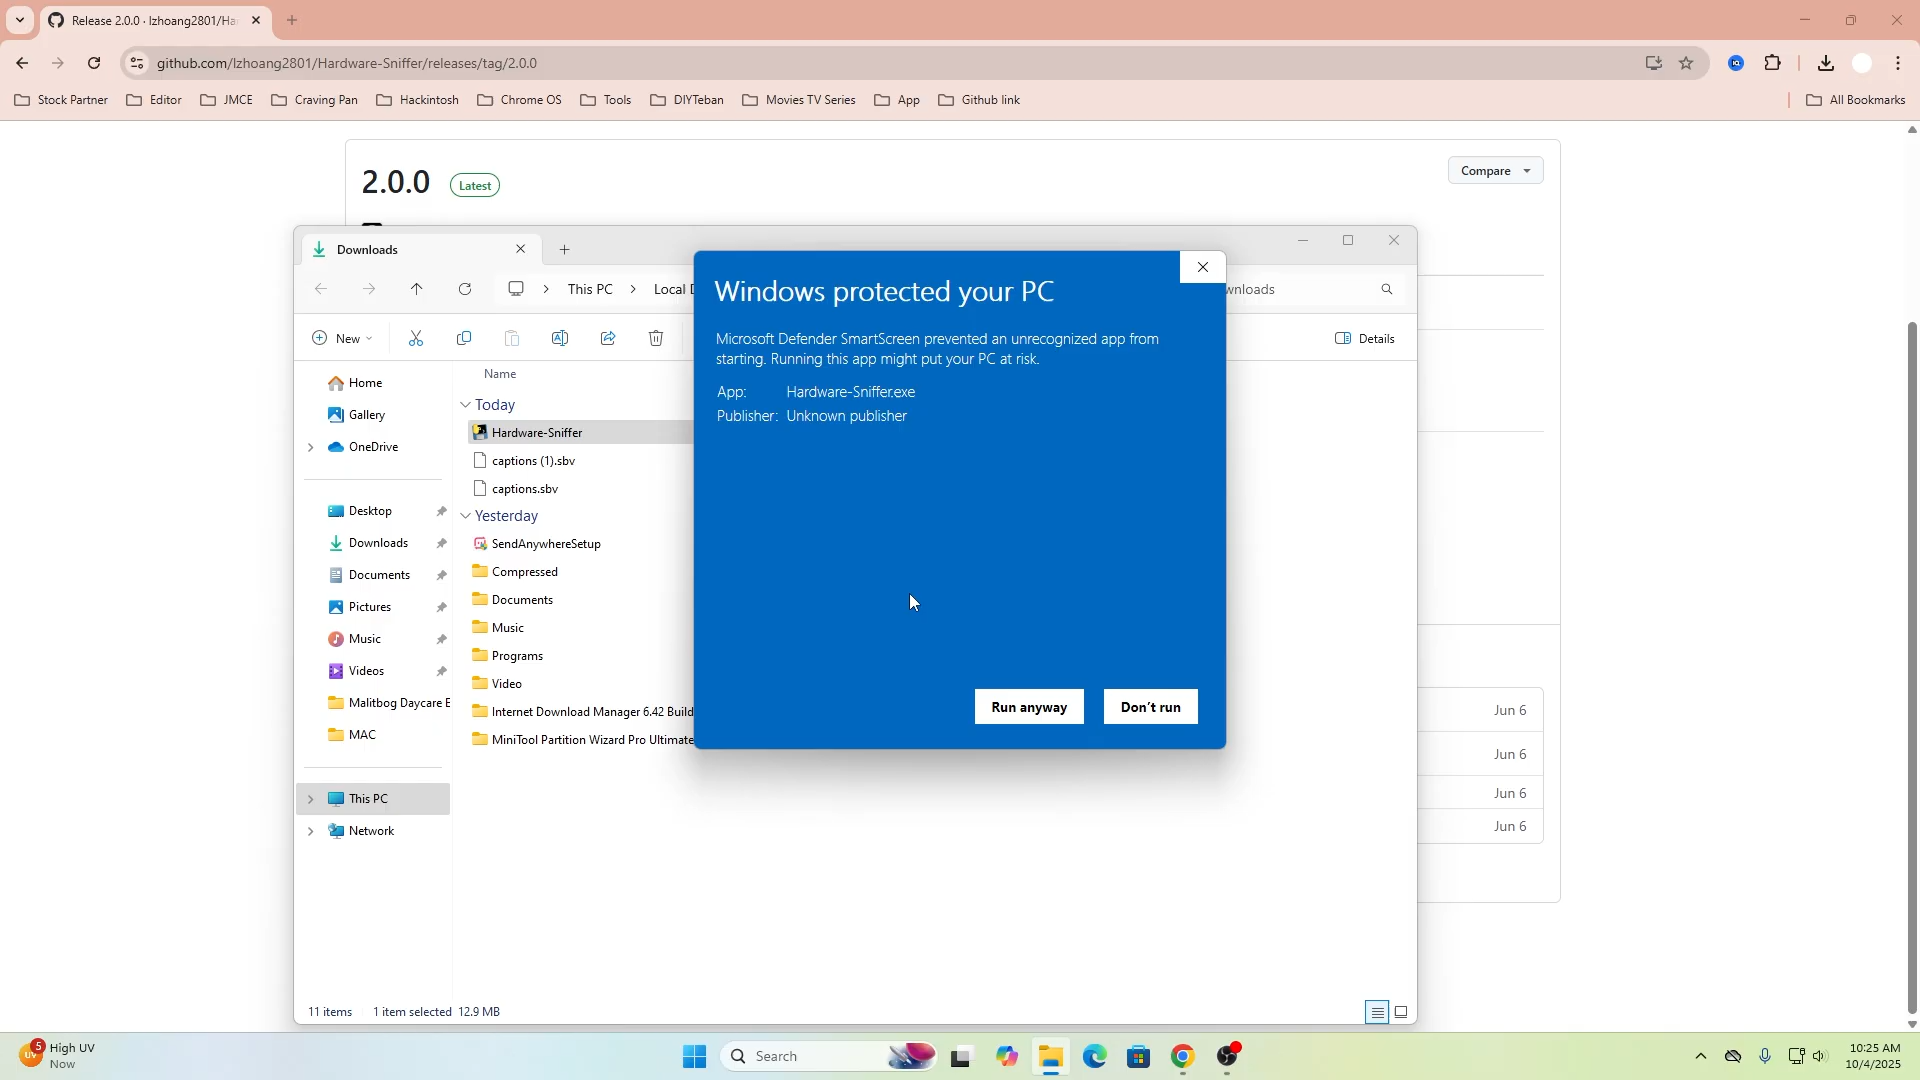 Release 2.0.0 · lzhoang2801/Ha
github.com/lzhoang2801/Hardware-Sniffer/releases/tag/2.0.0
Stock Partner
Editor
JMCE
Craving Pan
Hackintosh
Chrome OS
Tools
DIYTeban
Movies TV Series
App
Github link
All Bookmarks
2.0.0
Latest
Compare
Downloads
This PC
Local
wnloads
New
Details
Home
Gallery
OneDrive
Desktop
Downloads
Documents
Pictures
Music
Videos
Malitbog Daycare
MAC
This PC
Network
Name
Today
Hardware-Sniffer
captions (1).sbv
captions.sbv
Yesterday
SendAnywhereSetup
Compressed
Documents
Music
Programs
Video
Internet Download Manager 6.42 Build
MiniTool Partition Wizard Pro Ultimate
Windows protected your PC
Microsoft Defender SmartScreen prevented an unrecognized app from
starting. Running this app might put your PC at risk.
App: Hardware-Sniffer.exe
Publisher: Unknown publisher
Run anyway
Don't run
Jun 6
Jun 6
Jun 6
Jun 6
11 items
1 item selected 12.9 MB
UV
5
High UV
Now
Search
10:25 AM
10/4/2025